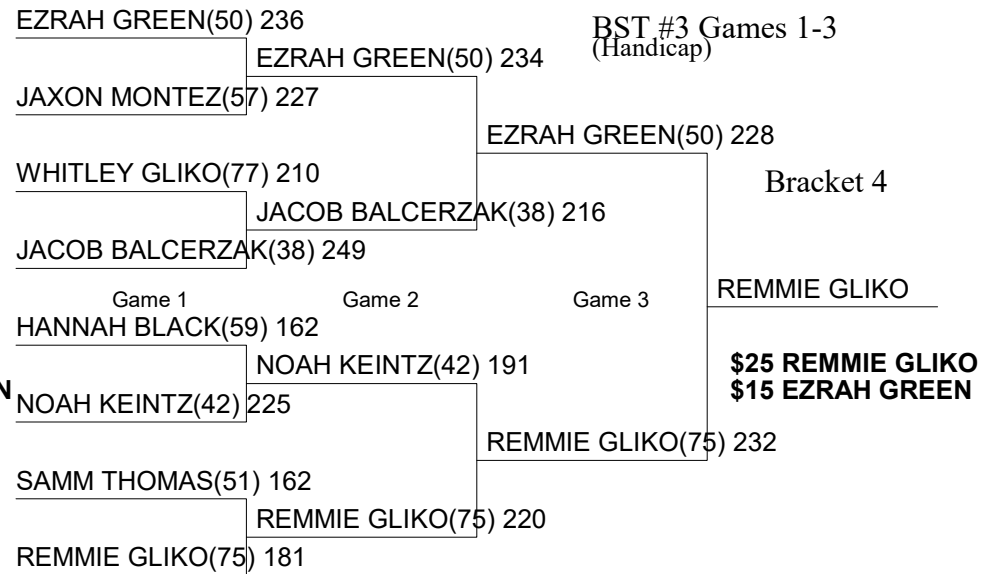 EZRAH GREEN(50) 236
BST #3 Games 1-3
(Handicap)
EZRAH GREEN(50) 234
JAXON MONTEZ(57) 227
EZRAH GREEN(50) 228
WHITLEY GLIKO(77) 210
Bracket 4
JACOB BALCERZAK(38) 216
JACOB BALCERZAK(38) 249
Game 1
Game 2
Game 3
REMMIE GLIKO
HANNAH BLACK(59) 162
NOAH KEINTZ(42) 191
$25 REMMIE GLIKO
$15 EZRAH GREEN
N
NOAH KEINTZ(42) 225
REMMIE GLIKO(75) 232
SAMM THOMAS(51) 162
REMMIE GLIKO(75) 220
REMMIE GLIKO(75) 181